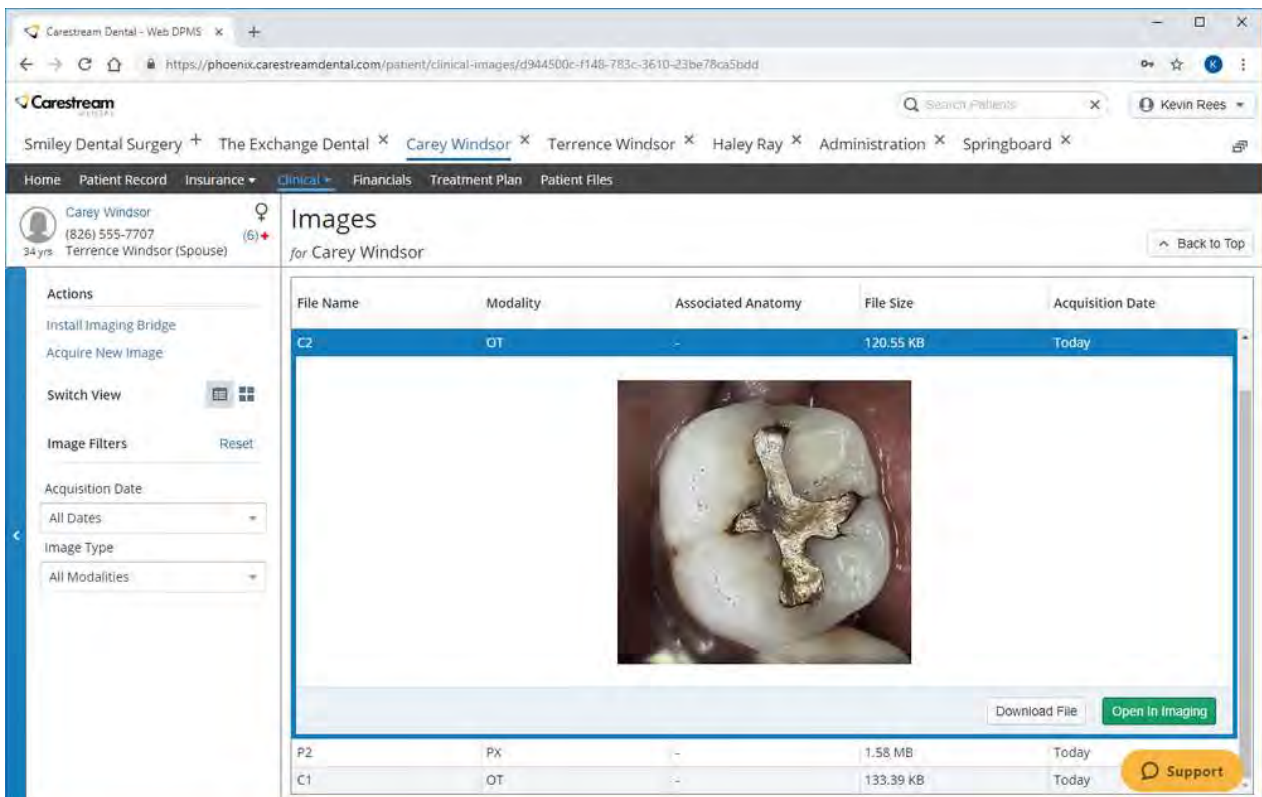 Carestream Dental - Web DPMS × +
https://phoenix.carestreamdental.com/patient/clinical-images/d944500c-f148-783c-3610-23be78ca5bdd K
Carestream
DENTAL
Search Patients × Kevin Rees
Smiley Dental Surgery + The Exchange Dental × Carey Windsor × Terrence Windsor × Haley Ray × Administration × Springboard ×
Home Patient Record Insurance Clinical Financials Treatment Plan Patient Files
Carey Windsor
(826) 555-7707 (6)+
34 yrs Terrence Windsor (Spouse)
Images
for Carey Windsor
Back to Top
Actions
Install Imaging Bridge
Acquire New Image
Switch View
Image Filters Reset
Acquisition Date
All Dates
Image Type
All Modalities
File Name Modality Associated Anatomy File Size Acquisition Date
C2 OT - 120.55 KB Today
Download File Open In Imaging
P2 PX - 1.58 MB Today
C1 OT - 133.39 KB Today
Support